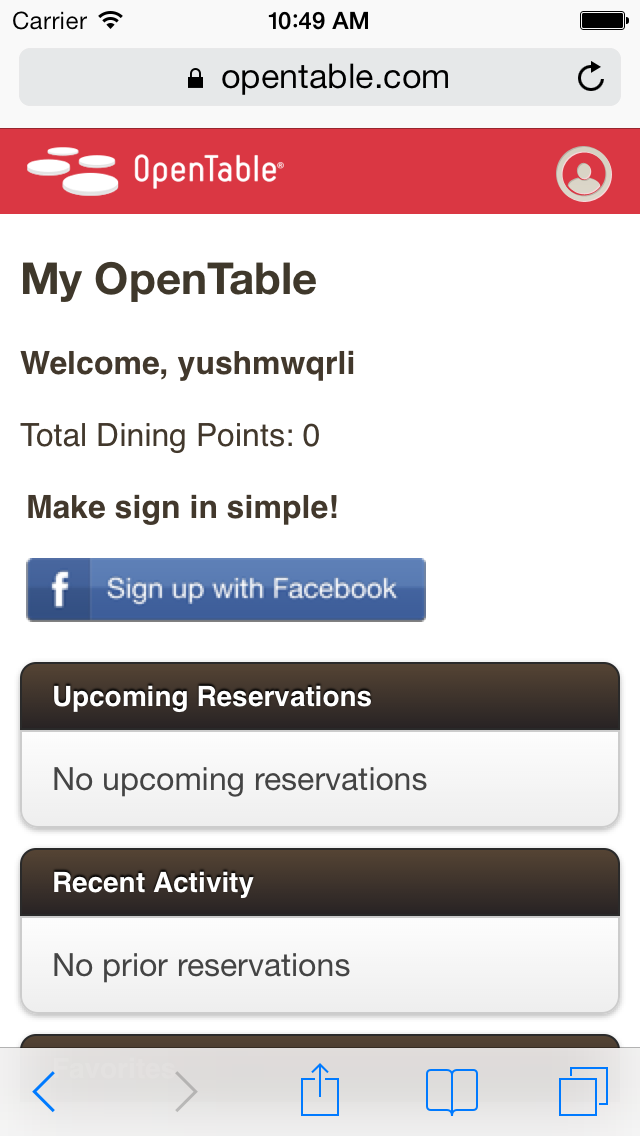 Carrier 10:49 AM
opentable.com
OpenTable®
My OpenTable
Welcome, yushmwqrli
Total Dining Points: 0
Make sign in simple!
f Sign up with Facebook
Upcoming Reservations
No upcoming reservations
Recent Activity
No prior reservations
Favorites